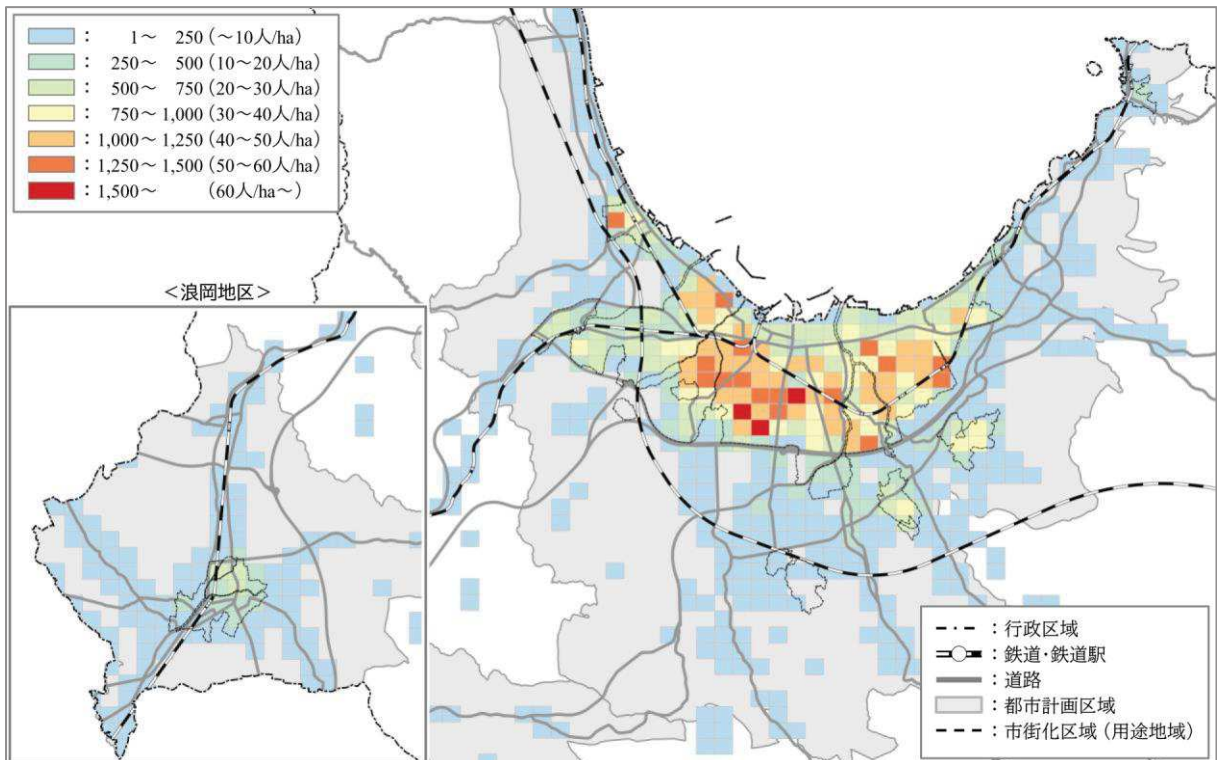 ： 1～ 250 (～10人/ha)
： 250～ 500 (10～20人/ha)
： 500～ 750 (20～30人/ha)
： 750～1,000 (30～40人/ha)
：1,000～1,250 (40～50人/ha)
：1,250～1,500 (50～60人/ha)
：1,500～ (60人/ha～)
＜浪岡地区＞
：行政区域
：鉄道･鉄道駅
：道路
：都市計画区域
：市街化区域（用途地域）